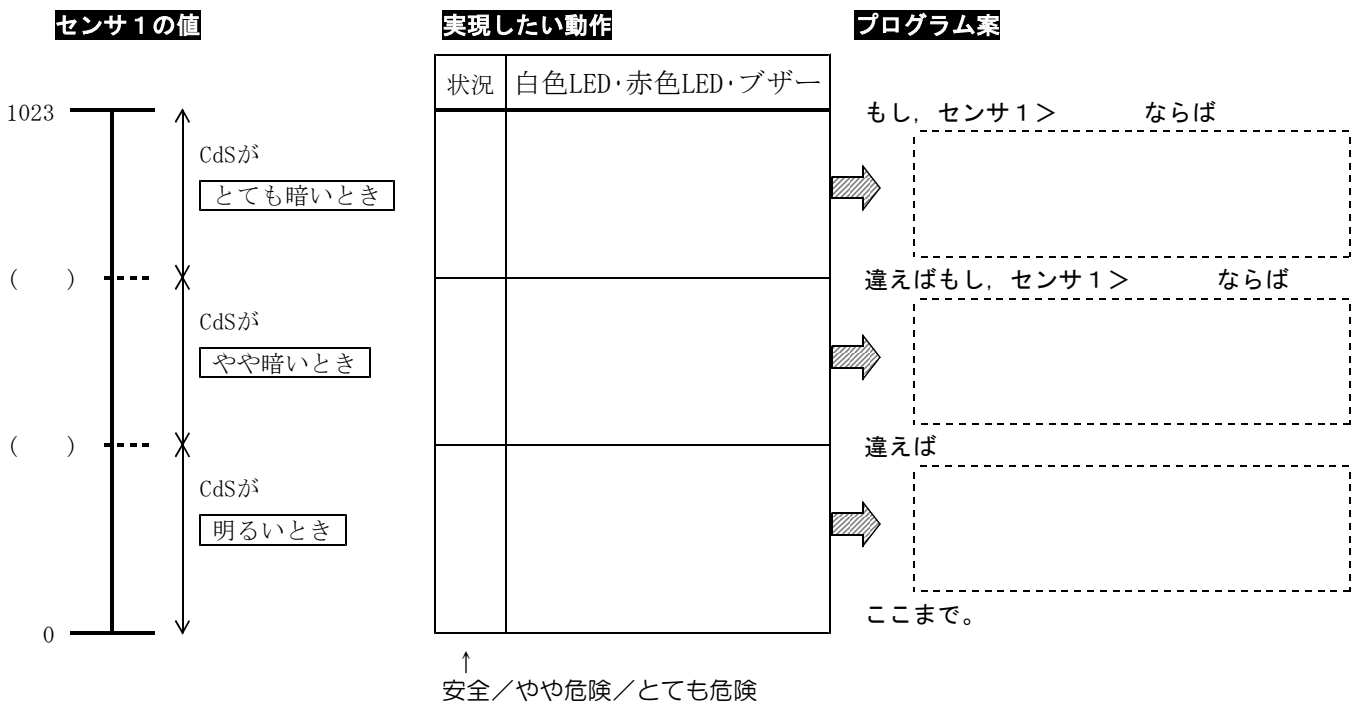 センサ１の値
実現したい動作
プログラム案
状況
白色LED・赤色LED・ブザー
1023
CdSが
とても暗いとき
もし，センサ１＞　　　ならば
(　　)
CdSが
やや暗いとき
違えばもし，センサ１＞　　　ならば
(　　)
CdSが
明るいとき
違えば
0
ここまで。
↑
安全／やや危険／とても危険